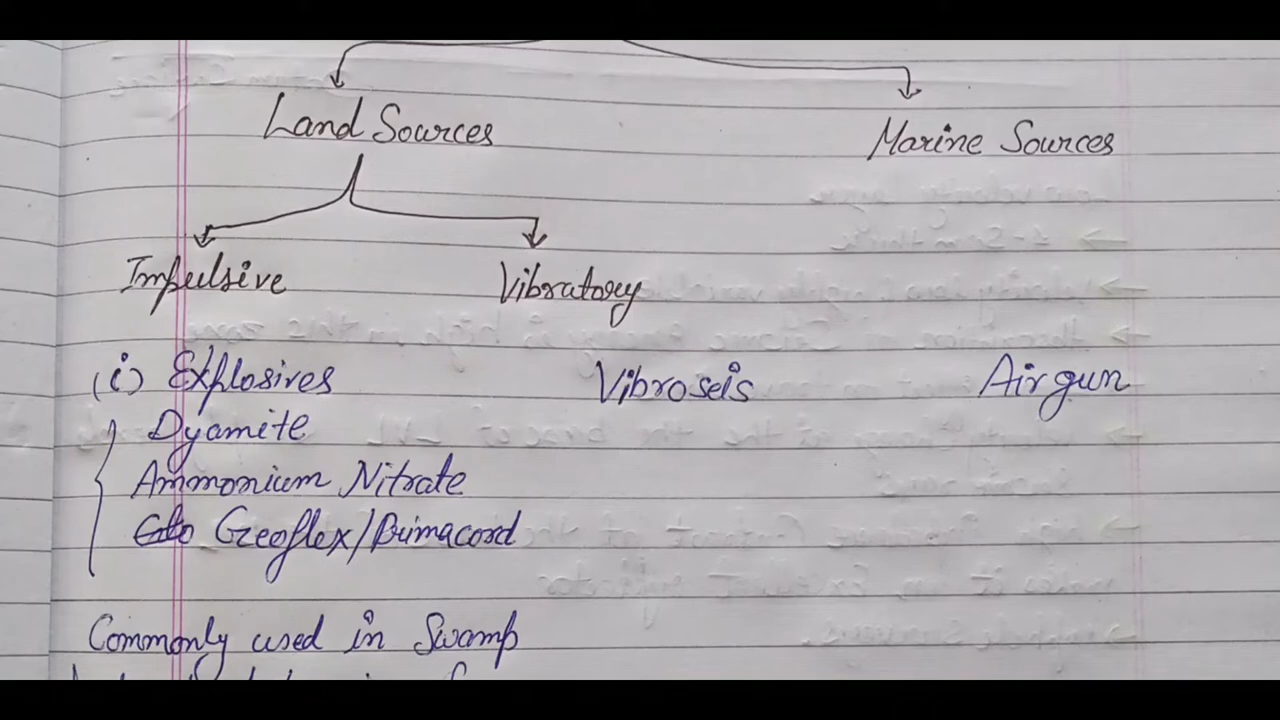 Land Sources Marine Sources
Impulsive Vibratory
(i) Explosives Vibroseis Airgun
Dyamite
Ammonium Nitrate
Geoflex/Primacord
Commonly used in Swamp